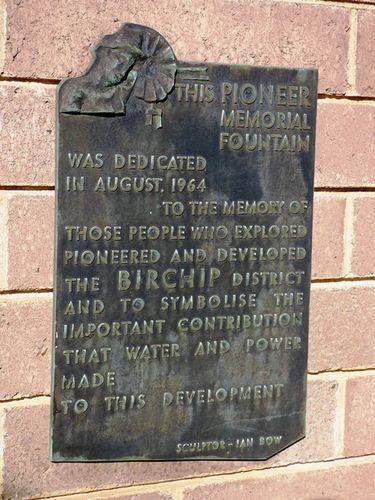 THIS PIONEER
MEMORIAL
FOUNTAIN
WAS DEDICATED
IN AUGUST, 1964
TO THE MEMORY OF
THOSE PEOPLE WHO EXPLORED
PIONEERED AND DEVELOPED
THE BIRCHIP DISTRICT
AND TO SYMBOLISE THE
IMPORTANT CONTRIBUTION
THAT WATER AND POWER
MADE
TO THIS DEVELOPMENT
SCULPTOR - IAN BOW